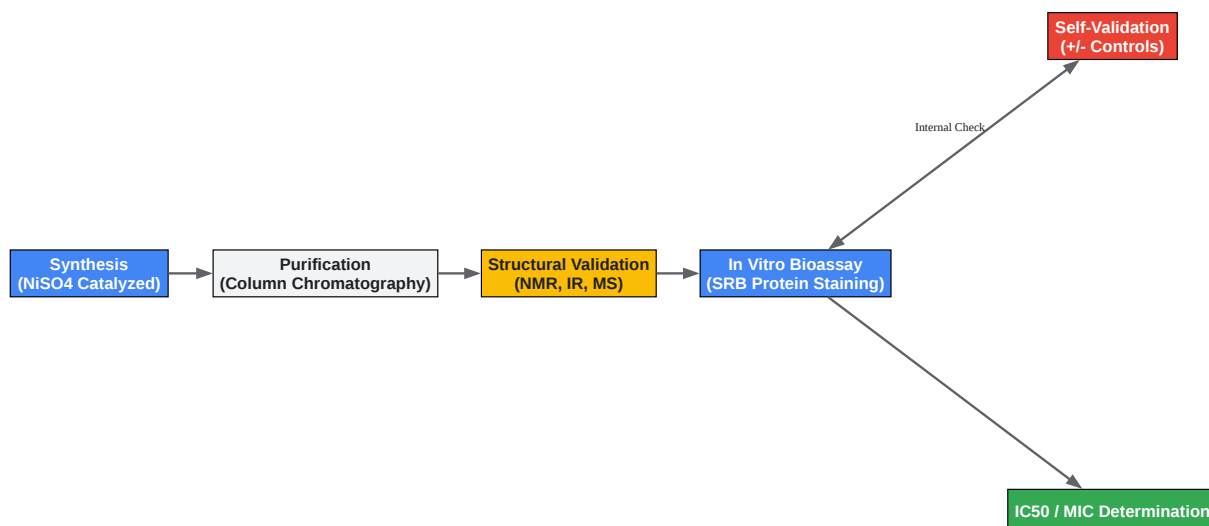 Self-Validation
(+/- Controls)
Internal Check
Synthesis
(NiSO4 Catalyzed)
Purification
(Column Chromatography)
Structural Validation
(NMR, IR, MS)
In Vitro Bioassay
(SRB Protein Staining)
IC50 / MIC Determination